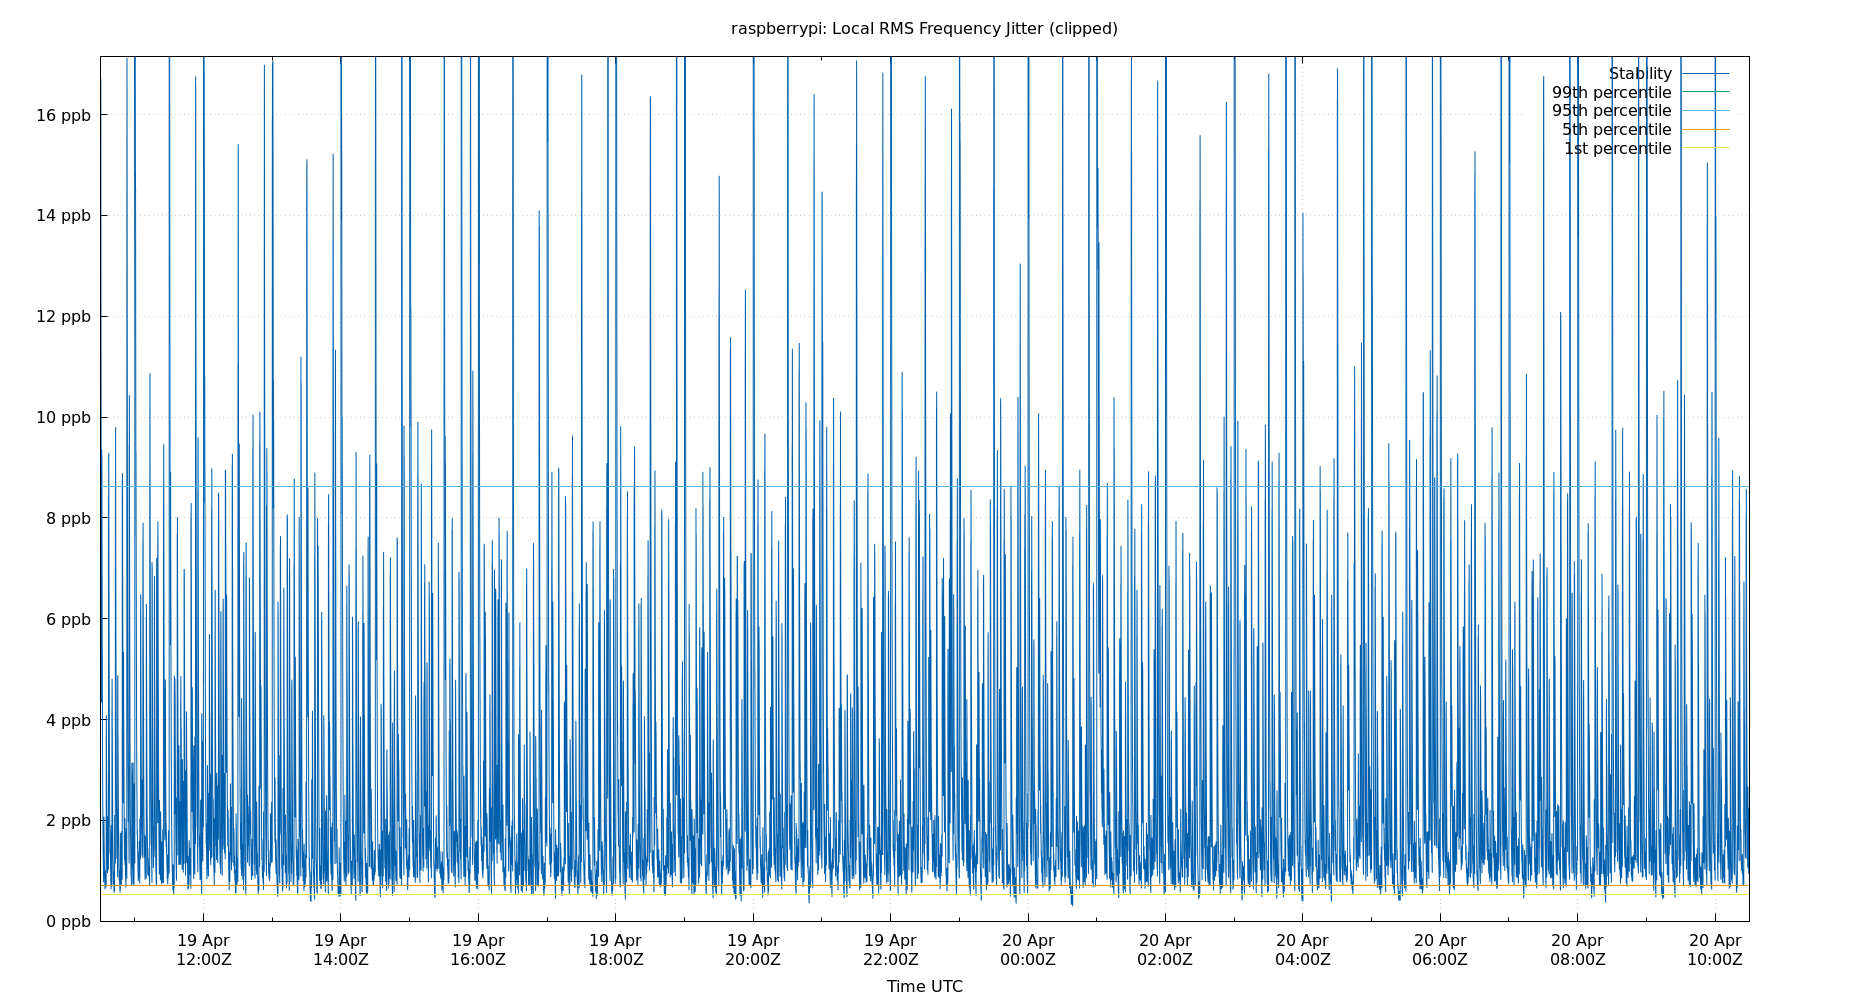 raspberrypi: Local RMS Frequency Jitter (clipped)
Stability
99th percentile
95th percentile
5th percentile
1st percentile
16 ppb
14 ppb
12 ppb
10 ppb
8 ppb
6 ppb
4 ppb
2 ppb
0 ppb
19 Apr 19 Apr 19 Apr 19 Apr 19 Apr 19 Apr 20 Apr 20 Apr 20 Apr 20 Apr 20 Apr 20 Apr
12:00Z 14:00Z 16:00Z 18:00Z 20:00Z 22:00Z 00:00Z 02:00Z 04:00Z 06:00Z 08:00Z 10:00Z
Time UTC